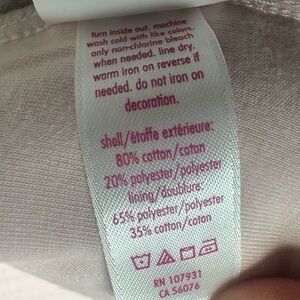 turn inside out. machine
wash cold with like colors.
only non-chlorine bleach
when needed. line dry.
warm iron on reverse if
needed. do not iron on
decoration.
shell/étoffe extérieure:
80% cotton/coton
20% polyester/polyester
lining/doublure:
65% polyester/polyester
35% cotton/coton
RN 107931
CA 56076